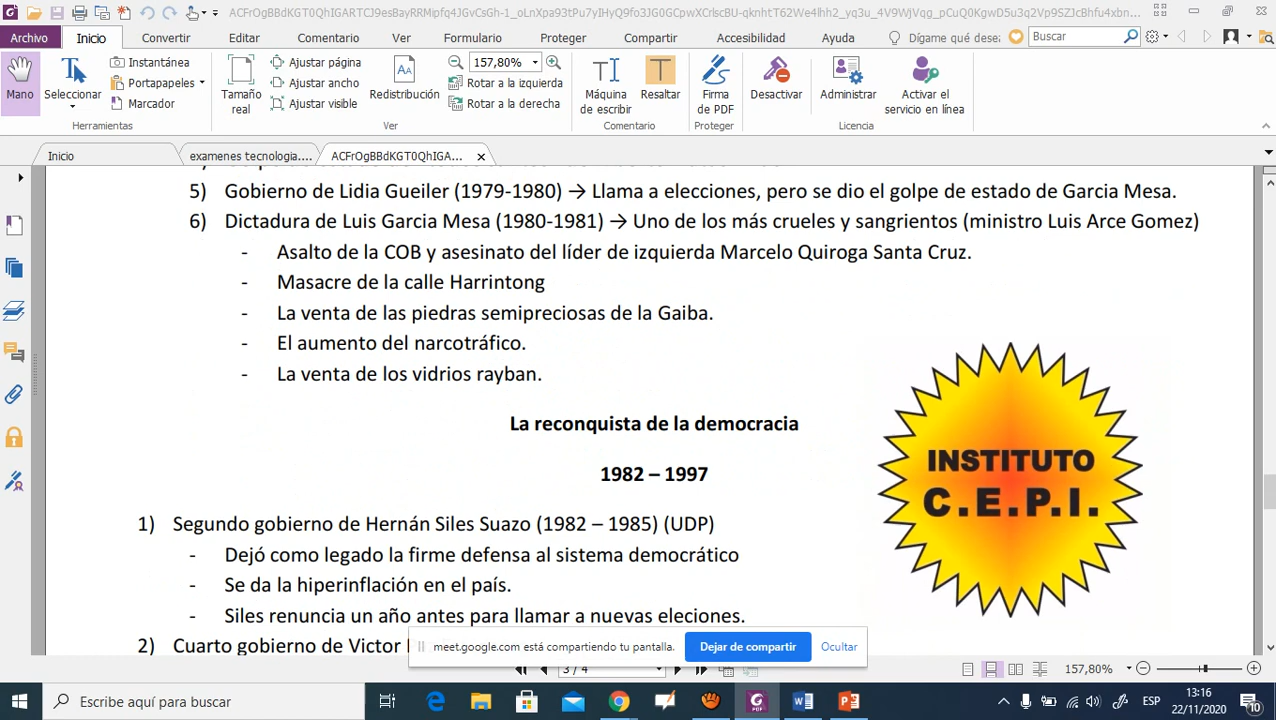 ACFrOgBBdKGT0QhIGARTCJ9esBayRRMipfq4JGSrh-1_oLnXpx93tPu7yIHyQ9fo3JG0GCpwXJxlscBbHqkqntT62We4lhh2_yq3u_4V9VyVqg_pCuQ0KgwD5u3q2Vp9SZJcBhfu4xbn...
Archivo Inicio Convertir Editar Comentario Ver Formulario Proteger Compartir Accesibilidad Ayuda Dígame qué desea Buscar
Mano Seleccionar Instantánea Portapapeles Marcador
Tamaño real Ajustar página Ajustar ancho Ajustar visible Redistribución 157,80% Rotar a la izquierda Rotar a la derecha
Máquina de escribir Resaltar Firma de PDF Desactivar Administrar Activar el servicio en línea
Herramientas Ver Comentario Proteger Licencia
Inicio examenes tecnologia.... ACFrOgBBdKGT0QhIGA...
5) Gobierno de Lidia Gueiler (1979-1980) → Llama a elecciones, pero se dio el golpe de estado de Garcia Mesa.
6) Dictadura de Luis Garcia Mesa (1980-1981) → Uno de los más crueles y sangrientos (ministro Luis Arce Gomez)
- Asalto de la COB y asesinato del líder de izquierda Marcelo Quiroga Santa Cruz.
- Masacre de la calle Harrintong
- La venta de las piedras semipreciosas de la Gaiba.
- El aumento del narcotráfico.
- La venta de los vidrios rayban.
La reconquista de la democracia
1982 – 1997
INSTITUTO
C.E.P.I.
1) Segundo gobierno de Hernán Siles Suazo (1982 – 1985) (UDP)
- Dejó como legado la firme defensa al sistema democrático
- Se da la hiperinflación en el país.
- Siles renuncia un año antes para llamar a nuevas eleciones.
2) Cuarto gobierno de Victor
meet.google.com está compartiendo tu pantalla. Dejar de compartir Ocultar
3 / 4 157,80%
Escribe aquí para buscar
ESP 13:16
22/11/2020 10